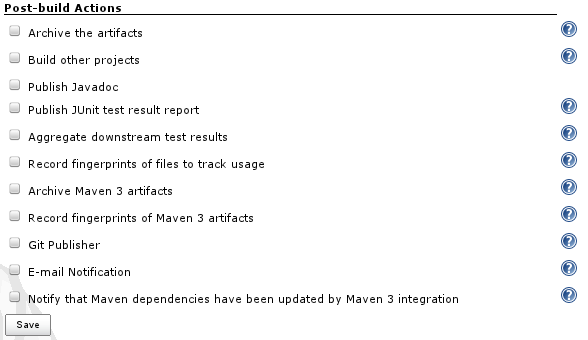 Post-build Actions
Archive the artifacts
Build other projects
Publish Javadoc
Publish JUnit test result report
Aggregate downstream test results
Record fingerprints of files to track usage
Archive Maven 3 artifacts
Record fingerprints of Maven 3 artifacts
Git Publisher
E-mail Notification
Notify that Maven dependencies have been updated by Maven 3 integration
Save